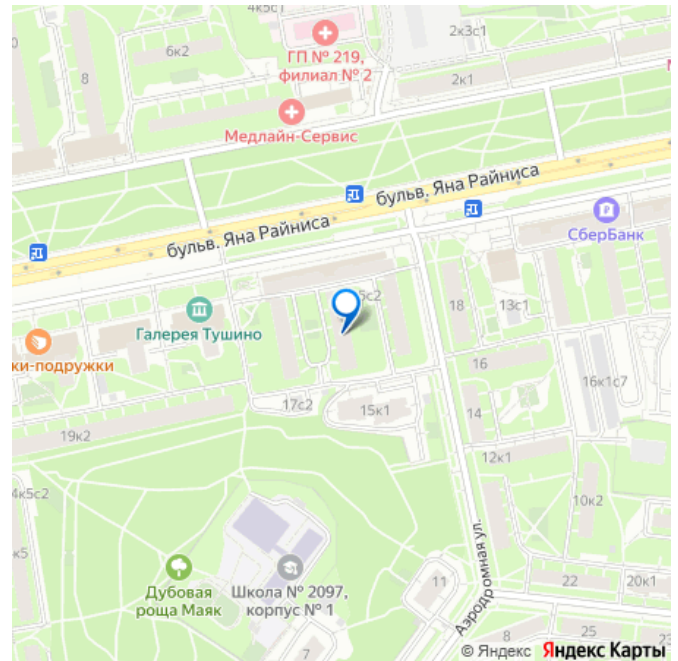 4к5с1
6к2
8
ГП № 219,
филиал № 2
2к3с1
2к1
М
Медлайн-Сервис
бульв. Яна Райниса
бульв. Яна Райниса
СберБанк
5с2
18
13с1
Галерея Тушино
ки-подружки
16
16к1с7
17с2
15к1
14
19к2
12к1
4к5с2
10к2
к5
Дубовая
роща Маяк
Школа № 2097,
корпус № 1
11
Аэродромная ул.
22
20к1
7
8
25
23
© Яндекс Яндекс Карты